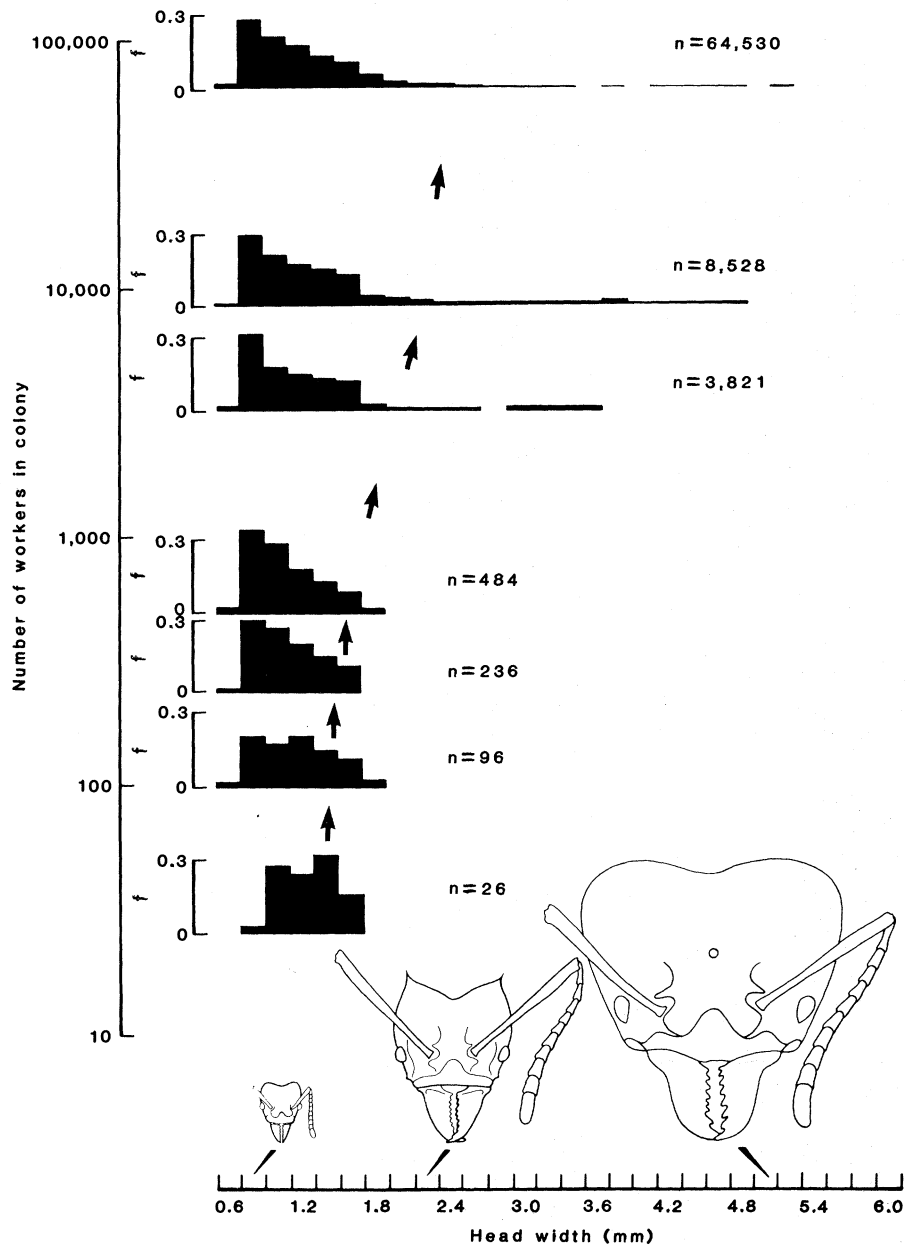 100,000
f
0.3
0
n=64,530
10,000
f
0.3
0
n=8,528
f
0.3
0
n=3,821
Number of workers in colony
1,000
f
0.3
0
n=484
f
0.3
0
n=236
f
0.3
0
n=96
100
f
0.3
0
n=26
10
0.6 1.2 1.8 2.4 3.0 3.6 4.2 4.8 5.4 6.0
Head width (mm)